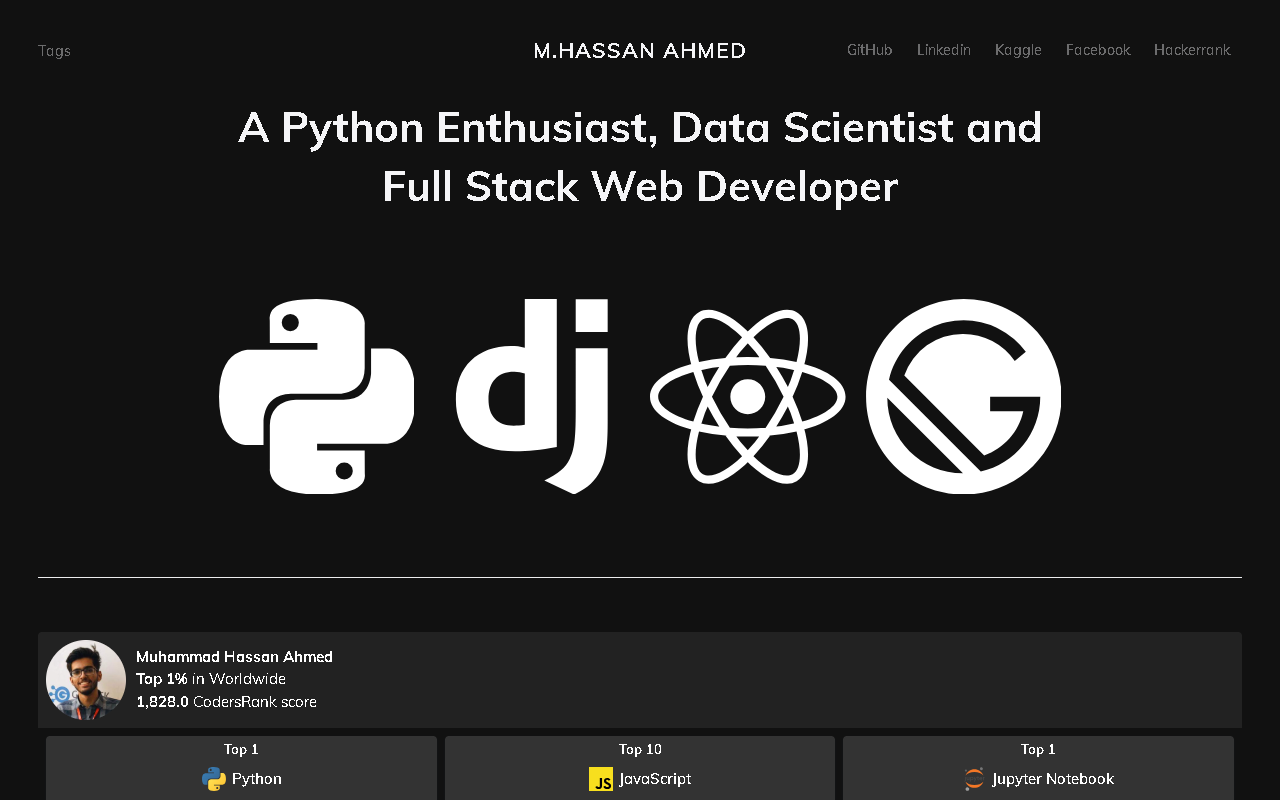 Tags
M.HASSAN AHMED
GitHub Linkedin Kaggle Facebook Hackerrank
A Python Enthusiast, Data Scientist and
Full Stack Web Developer
dj
Muhammad Hassan Ahmed
Top 1% in Worldwide
1,828.0 CodersRank score
Top 1
Python
Top 10
JS JavaScript
Top 1
Jupyter Notebook